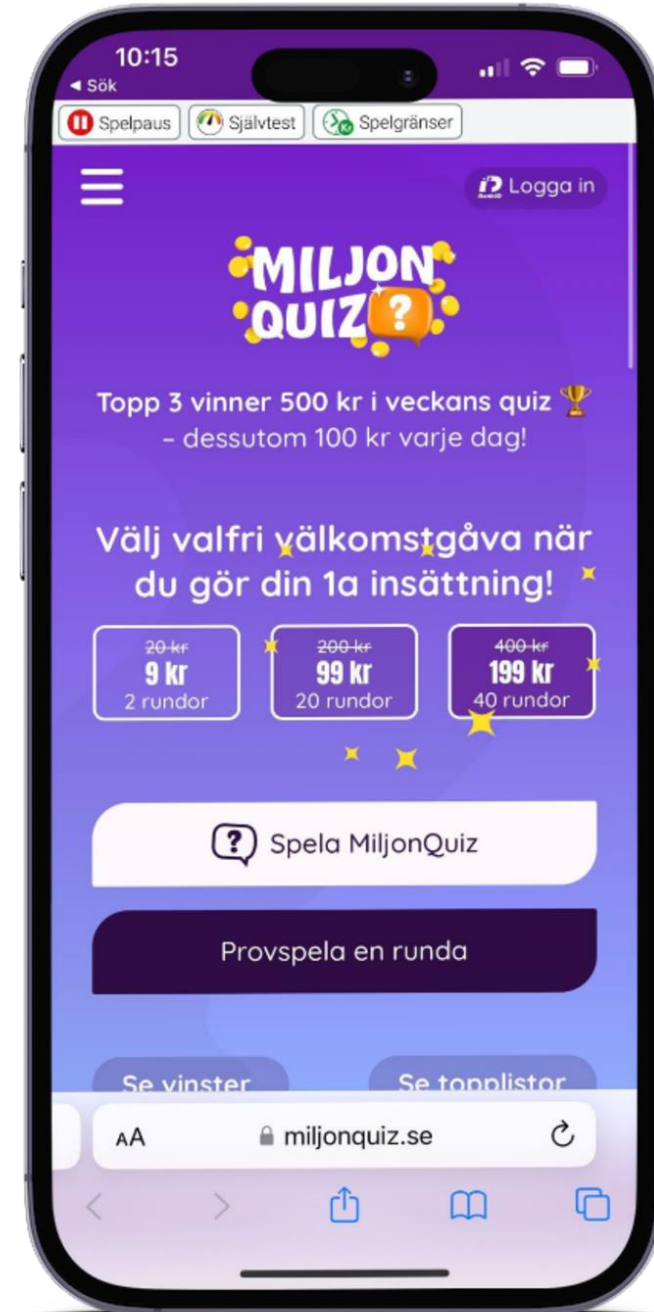 10:15
◀ Sök
Spelpaus Självtest Spelgränser
Logga in
MILJON
QUIZ ?
Topp 3 vinner 500 kr i veckans quiz 🏆
– dessutom 100 kr varje dag!
Välj valfri välkomstgåva när
du gör din 1a insättning!
20 kr 200 kr 400 kr
9 kr 99 kr 199 kr
2 rundor 20 rundor 40 rundor
Spela MiljonQuiz
Provspela en runda
Se vinster Se topplistor
AA miljonquiz.se